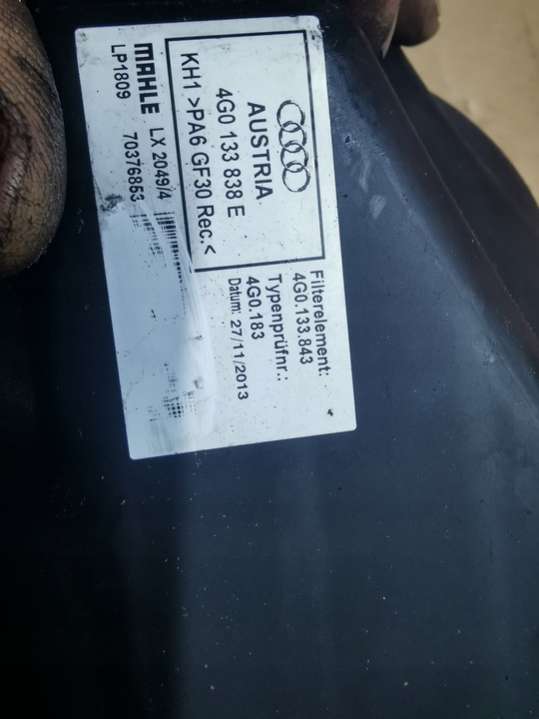 AUSTRIA
4G0 133 838 E
KH1 >PA6 GF30 Rec.<
MAHLE LX 2049/4
LP1809 70376853
Filterelement:
4G0.133.843
Typenprüfnr.:
4G0.183
Datum: 27/11/2013